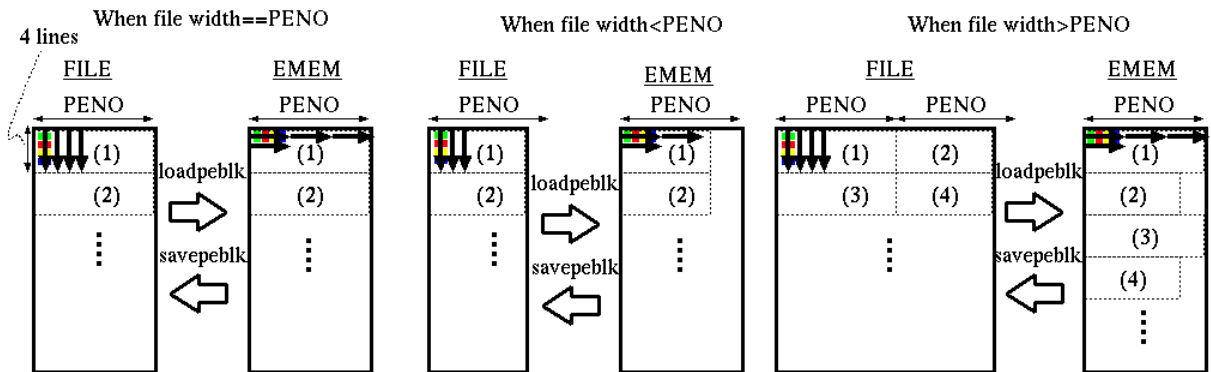 When file width==PENO
4 lines
FILE
EMEM
PENO
PENO
(1)
(1)
(2)
(2)
loadpeblk
savepeblk
When file width<PENO
FILE
EMEM
PENO
PENO
(1)
(1)
(2)
(2)
loadpeblk
savepeblk
When file width>PENO
FILE
EMEM
PENO
PENO
PENO
(1)
(2)
(1)
(3)
(4)
(2)
(3)
(4)
loadpeblk
savepeblk